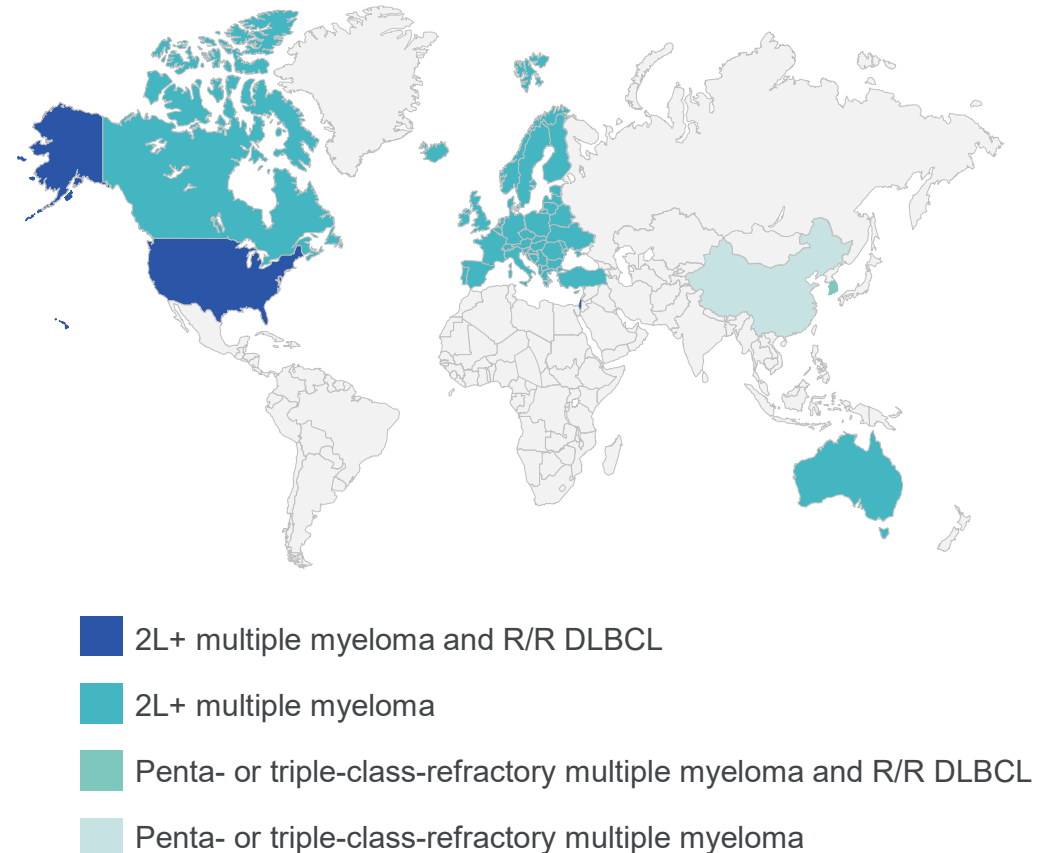 2L+ multiple myeloma and R/R DLBCL
2L+ multiple myeloma
Penta- or triple-class-refractory multiple myeloma and R/R DLBCL
Penta- or triple-class-refractory multiple myeloma